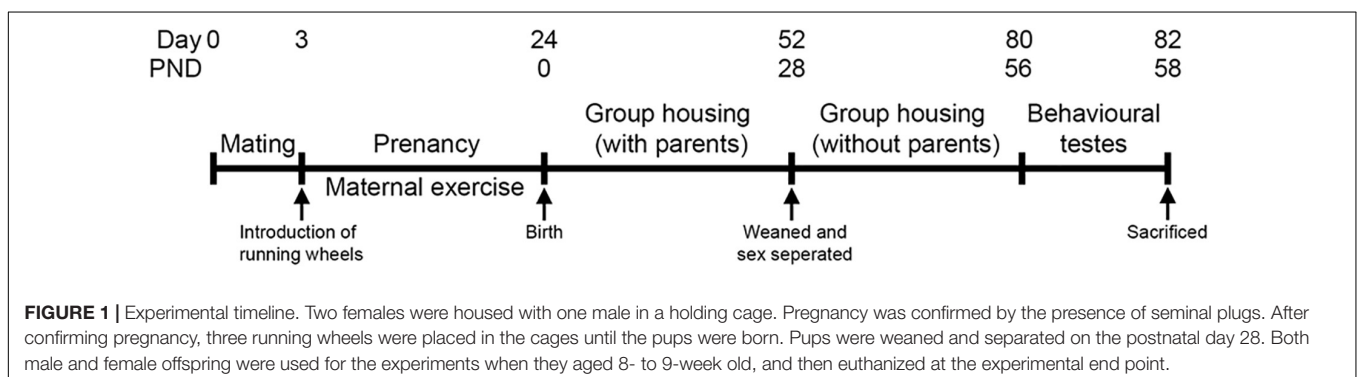 Day 0 3 24 52 80 82
PND 0 28 56 58
Mating Prenancy Group housing (with parents) Group housing (without parents) Behavioural testes
Maternal exercise
Introduction of running wheels Birth Weaned and sex seperated Sacrificed
FIGURE 1 | Experimental timeline. Two females were housed with one male in a holding cage. Pregnancy was confirmed by the presence of seminal plugs. After
confirming pregnancy, three running wheels were placed in the cages until the pups were born. Pups were weaned and separated on the postnatal day 28. Both
male and female offspring were used for the experiments when they aged 8- to 9-week old, and then euthanized at the experimental end point.